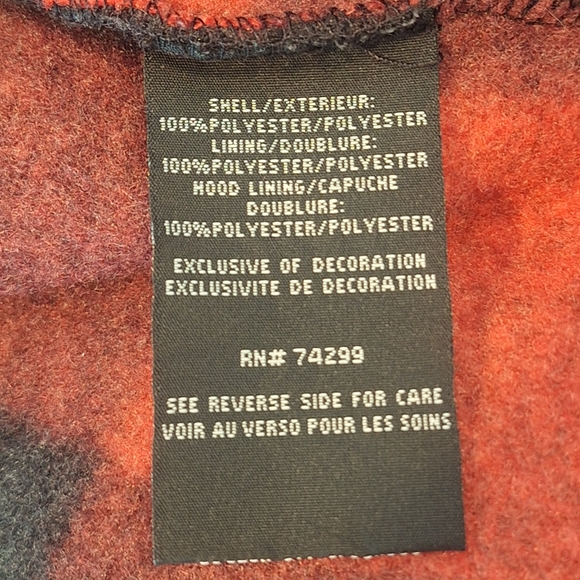 SHELL/EXTERIEUR:
100%POLYESTER/POLYESTER
LINING/DOUBLURE:
100%POLYESTER/POLYESTER
HOOD LINING/CAPUCHE
DOUBLURE:
100%POLYESTER/POLYESTER
EXCLUSIVE OF DECORATION
EXCLUSIVITE DE DECORATION
RN# 74299
SEE REVERSE SIDE FOR CARE
VOIR AU VERSO POUR LES SOINS